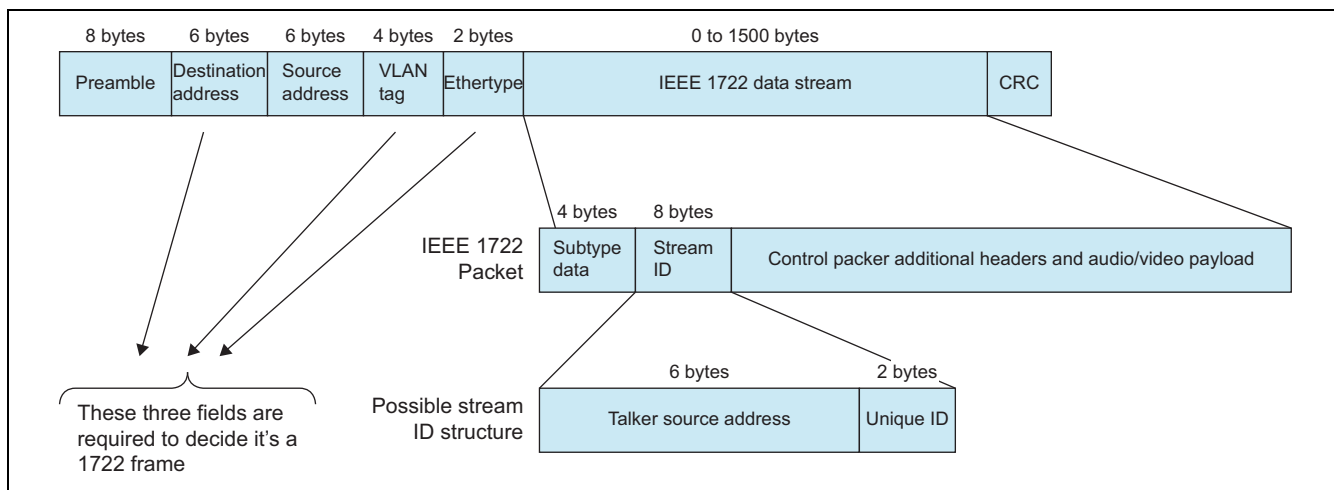 8 bytes 6 bytes 6 bytes 4 bytes 2 bytes 0 to 1500 bytes
Preamble
Destination
address
Source
address
VLAN
tag
Ethertype
IEEE 1722 data stream
CRC
4 bytes 8 bytes
IEEE 1722
Packet
Subtype
data
Stream
ID
Control packer additional headers and audio/video payload
6 bytes 2 bytes
Possible stream
ID structure
Talker source address
Unique ID
These three fields are
required to decide it's a
1722 frame